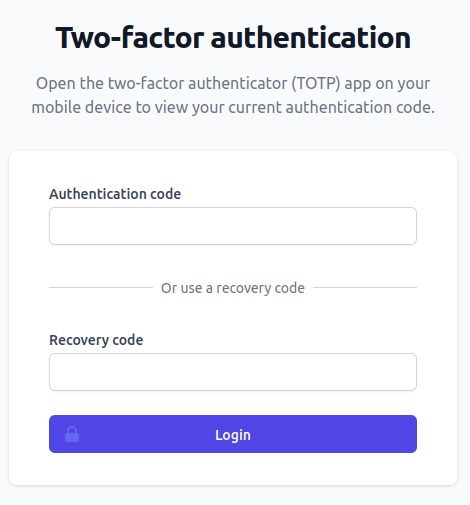 Two-factor authentication
Open the two-factor authenticator (TOTP) app on your
mobile device to view your current authentication code.
Authentication code
Or use a recovery code
Recovery code
Login